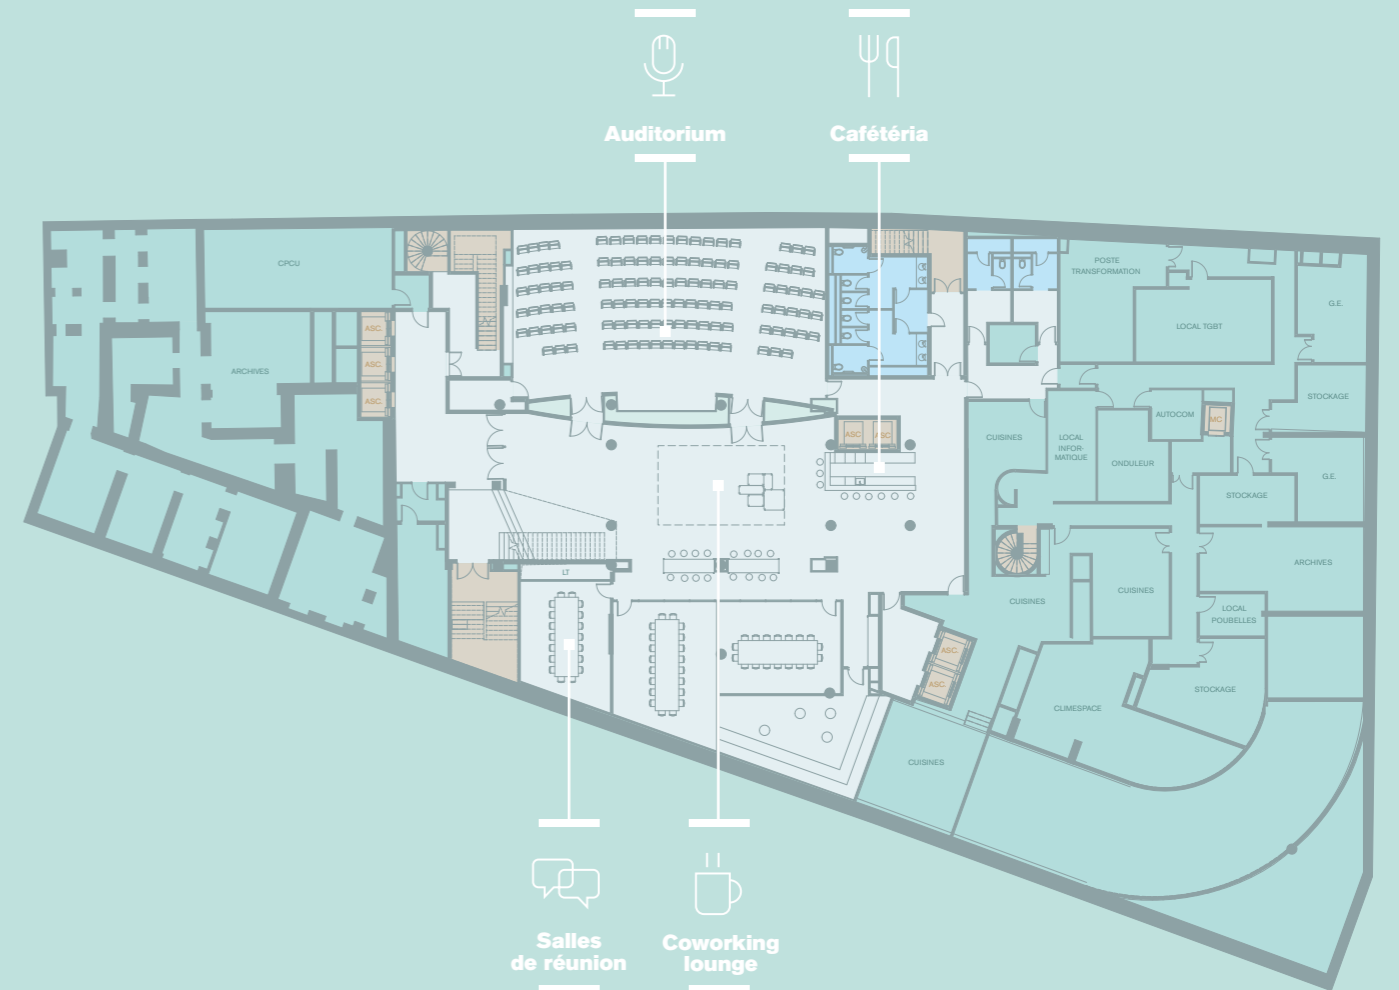 Auditorium
Cafétéria
CPCU
POSTE
TRANSFORMATION
G.E.
LOCAL TGBT
ASC.
ASC.
ASC.
ARCHIVES
STOCKAGE
AUTOCOM
MC
ASC
ASC
CUISINES
LOCAL
INFOR-
MATIQUE
ONDULEUR
STOCKAGE
G.E.
LT
ARCHIVES
CUISINES
CUISINES
LOCAL
POUBELLES
ASC.
ASC.
STOCKAGE
CLIMESPACE
CUISINES
Salles
de réunion
Coworking
lounge